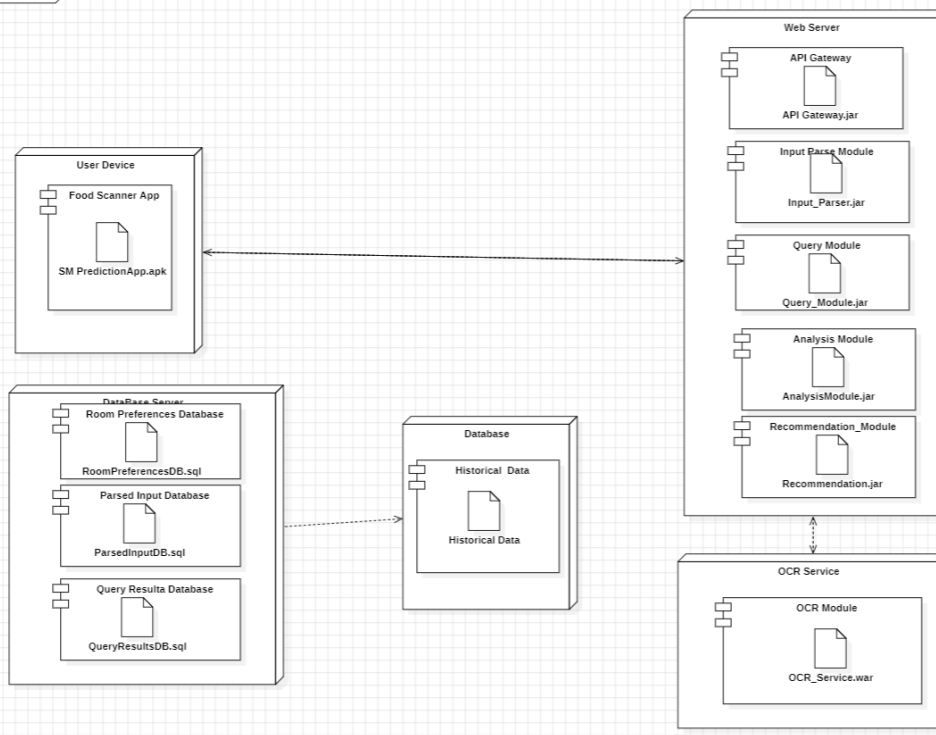 User Device
Food Scanner App
SM PredictionApp.apk
Web Server
API Gateway
API Gateway.jar
Input Parse Module
Input_Parser.jar
Query Module
Query_Module.jar
Analysis Module
AnalysisModule.jar
Recommendation_Module
Recommendation.jar
DataBase Server
Room Preferences Database
RoomPreferencesDB.sql
Parsed Input Database
ParsedInputDB.sql
Query Resulta Database
QueryResultsDB.sql
Database
Historical Data
Historical Data
OCR Service
OCR Module
OCR_Service.war